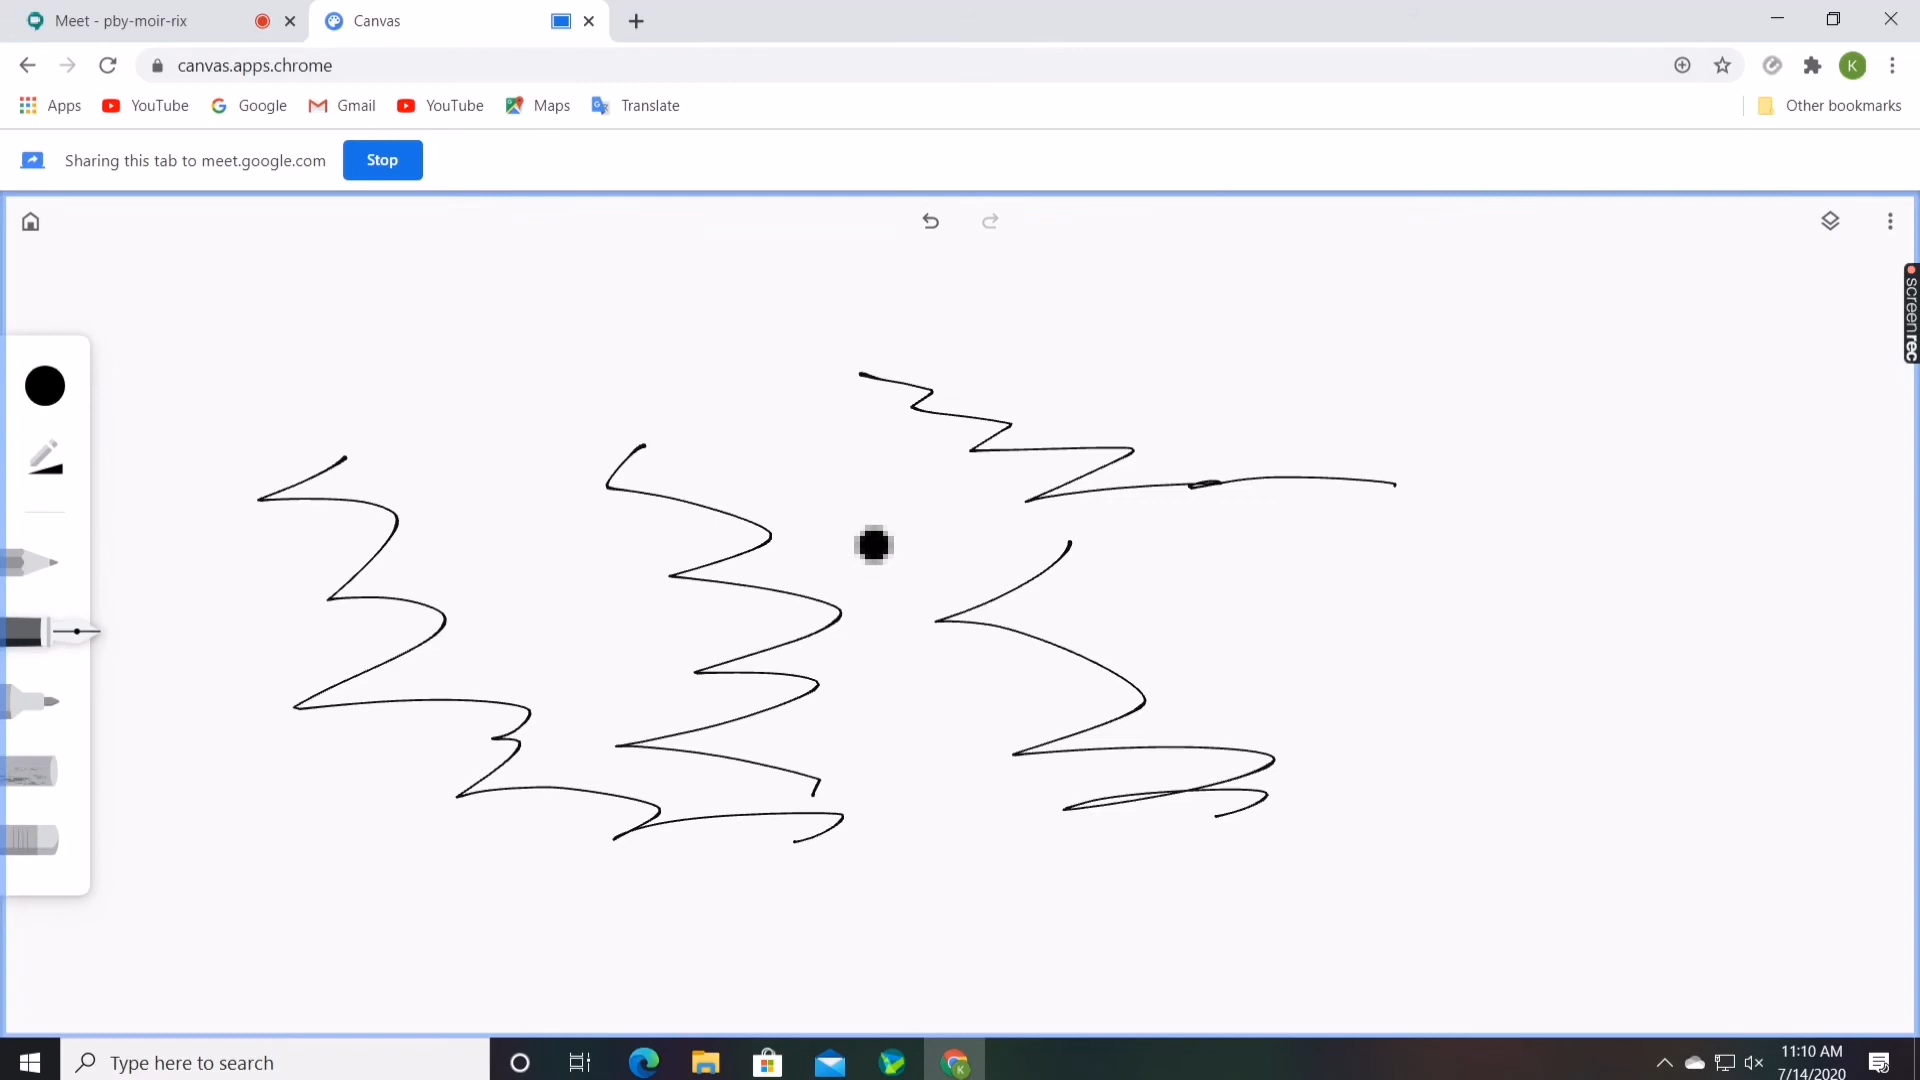 Meet - pby-moir-rix
Canvas
canvas.apps.chrome
K
Apps YouTube Google Gmail YouTube Maps Translate Other bookmarks
Sharing this tab to meet.google.com Stop
screenrec
Type here to search
K
11:10 AM
7/14/2020